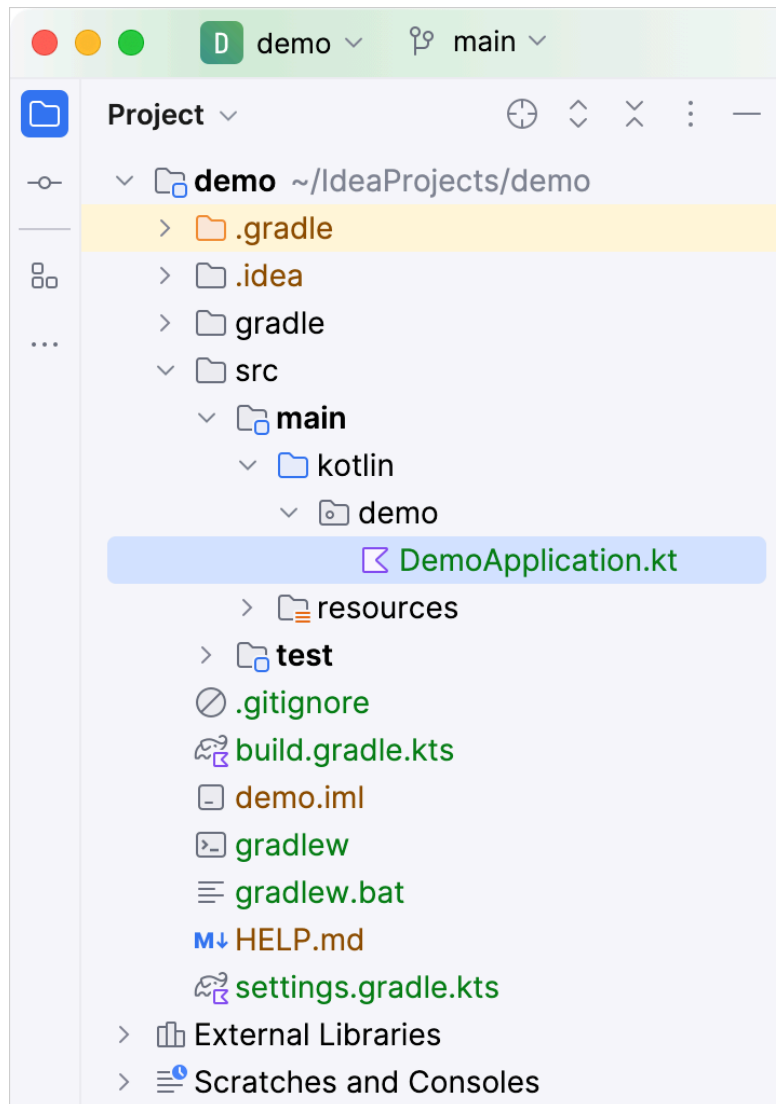 D demo main
Project
demo ~/IdeaProjects/demo
.gradle
.idea
gradle
src
main
kotlin
demo
DemoApplication.kt
resources
test
.gitignore
build.gradle.kts
demo.iml
gradlew
gradlew.bat
M↓ HELP.md
settings.gradle.kts
External Libraries
Scratches and Consoles